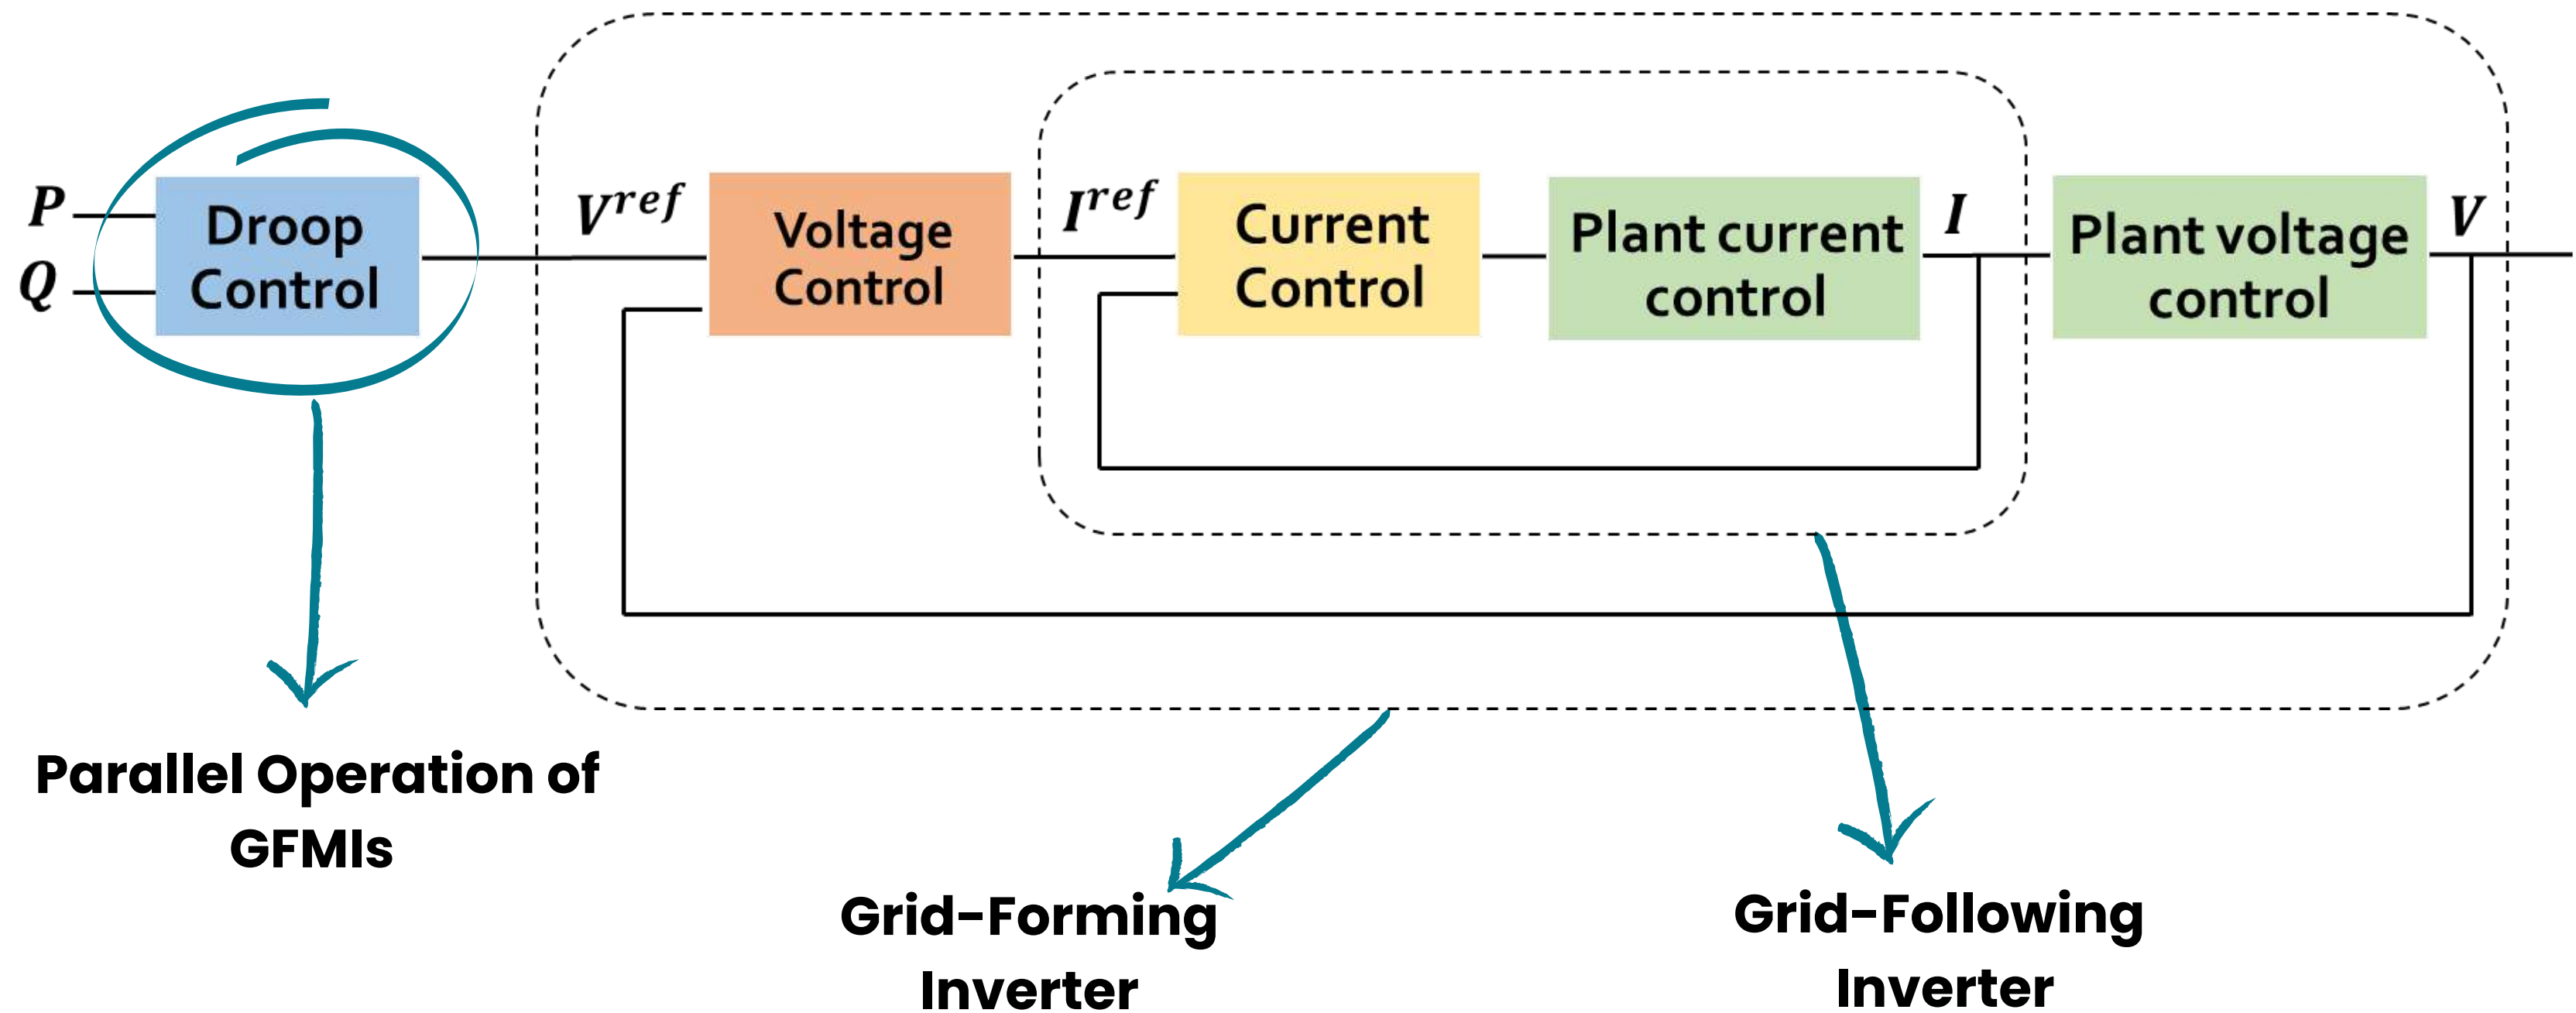 P
Q
Droop
Control
V^ref
Voltage
Control
I^ref
Current
Control
Plant current
control
I
Plant voltage
control
V
Parallel Operation of
GFMIs
Grid-Forming
Inverter
Grid-Following
Inverter